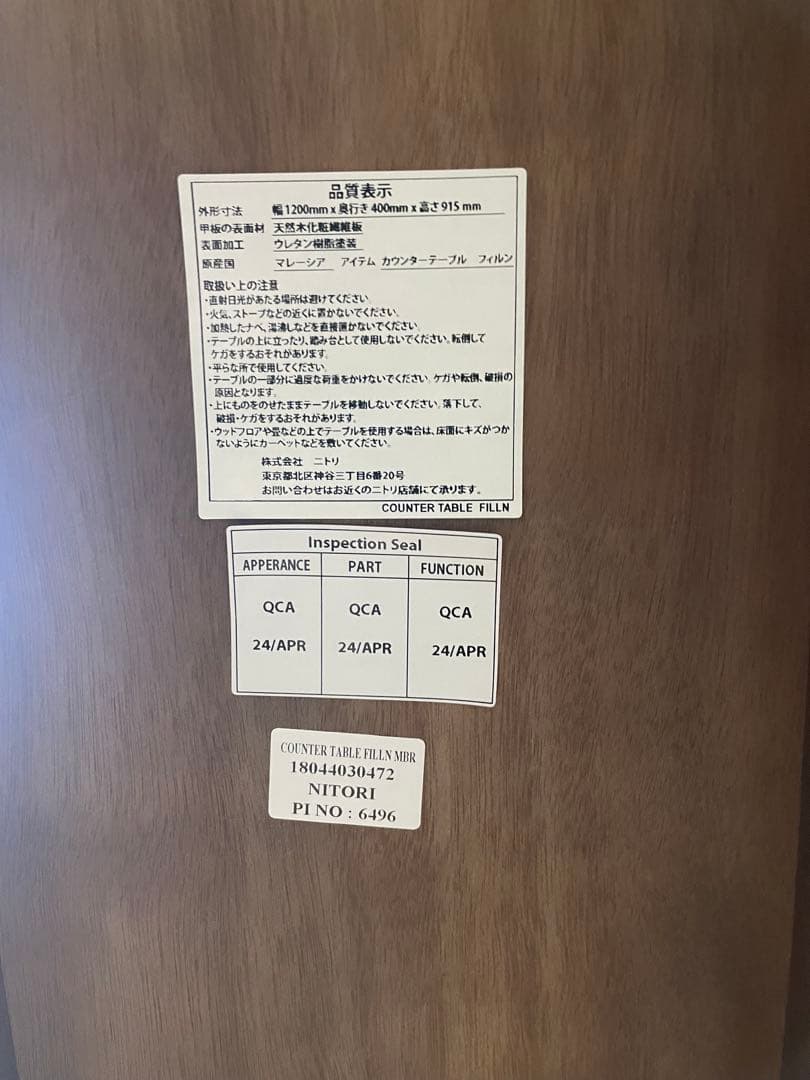 品質表示
外形寸法 幅1200mm x 奥行き 400mm x 高さ 915 mm
甲板の表面材 天然木化粧繊維板
表面加工 ウレタン樹脂塗装
原産国 マレーシア アイテム カウンターテーブル フィルン
取扱い上の注意
・直射日光があたる場所は避けてください。
・火気、ストーブなどの近くに置かないでください。
・加熱したナベ、湯沸しなどを直接置かないでください。
・テーブルの上に立ったり、踏み台として使用しないでください。転倒して
ケガをするおそれがあります。
・平らな所で使用してください。
・テーブルの一部分に過度な荷重をかけないでください。ケガや転倒、破損の
原因となります。
・上にものをのせたままテーブルを移動しないでください。落下して、
破損・ケガをするおそれがあります。
・ウッドフロアや畳などの上でテーブルを使用する場合は、床面にキズがつか
ないようにカーペットなどを敷いてください。
株式会社 ニトリ
東京都北区神谷三丁目6番20号
お問い合わせはお近くのニトリ店舗にて承ります。
COUNTER TABLE FILLN
Inspection Seal
APPERANCE PART FUNCTION
QCA QCA QCA
24/APR 24/APR 24/APR
COUNTER TABLE FILLN MBR
18044030472
NITORI
PI NO : 6496